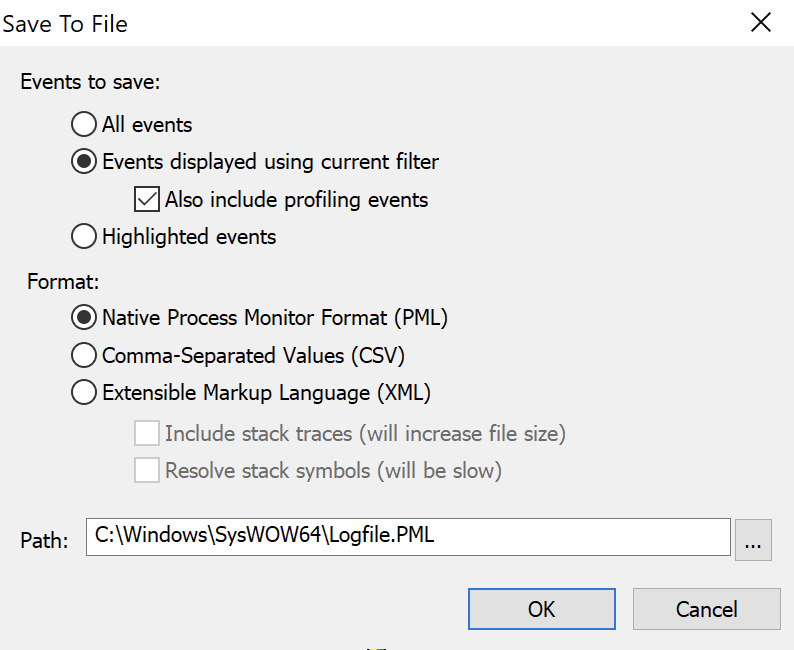 Save To File
Events to save:
All events
Events displayed using current filter
Also include profiling events
Highlighted events
Format:
Native Process Monitor Format (PML)
Comma-Separated Values (CSV)
Extensible Markup Language (XML)
Include stack traces (will increase file size)
Resolve stack symbols (will be slow)
Path: C:\Windows\SysWOW64\Logfile.PML ...
OK Cancel